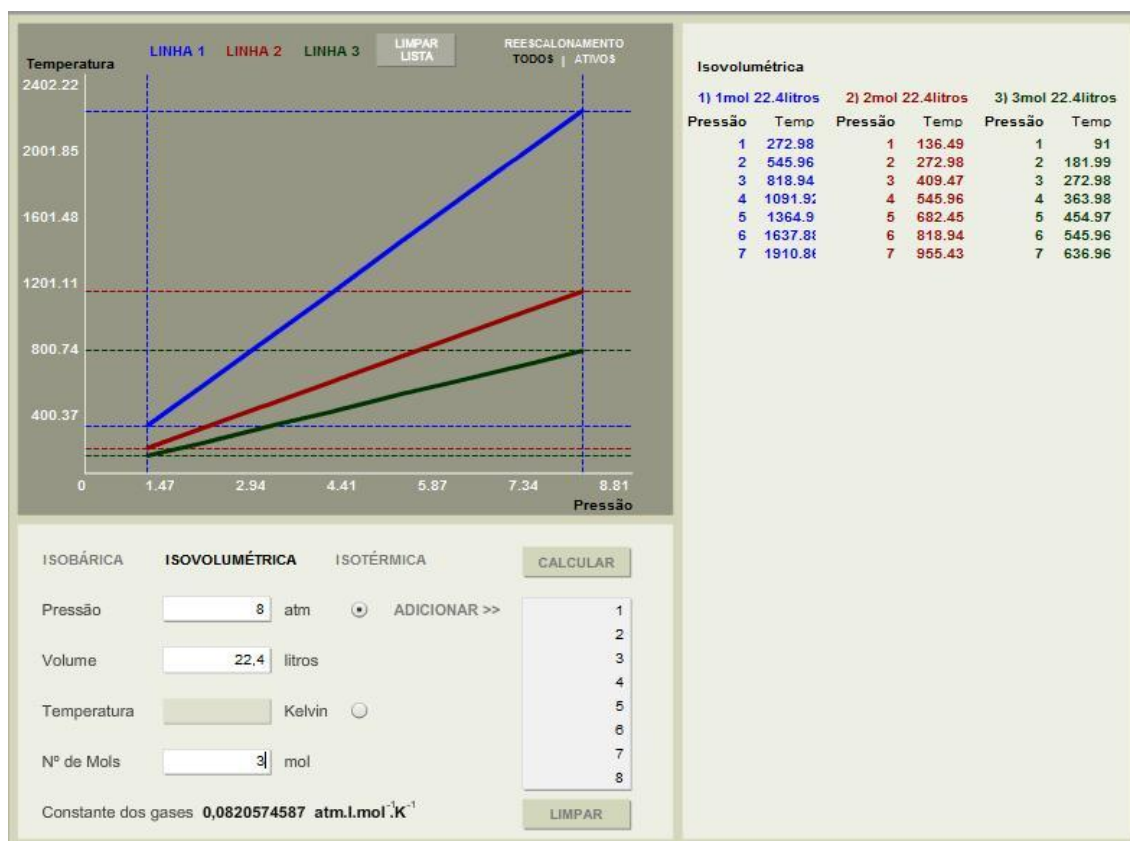 LINHA 1 LINHA 2 LINHA 3 LIMPAR LISTA
REESCALONAMENTO
TODOS | ATIVOS
Temperatura
2402.22
2001.85
1601.48
1201.11
800.74
400.37
0 1.47 2.94 4.41 5.87 7.34 8.81
Pressão
Isovolumétrica
1) 1mol 22.4litros 2) 2mol 22.4litros 3) 3mol 22.4litros
Pressão Temp Pressão Temp Pressão Temp
1 272.98 1 136.49 1 91
2 545.96 2 272.98 2 181.99
3 818.94 3 409.47 3 272.98
4 1091.92 4 545.96 4 363.98
5 1364.9 5 682.45 5 454.97
6 1637.88 6 818.94 6 545.96
7 1910.86 7 955.43 7 636.96
ISOBÁRICA ISOVOLUMÉTRICA ISOTÉRMICA CALCULAR
Pressão 8 atm ADICIONAR >>
Volume 22,4 litros
Temperatura Kelvin
Nº de Mols 3 mol
1
2
3
4
5
6
7
8
Constante dos gases 0,0820574587 atm.l.mol⁻¹.K⁻¹ LIMPAR